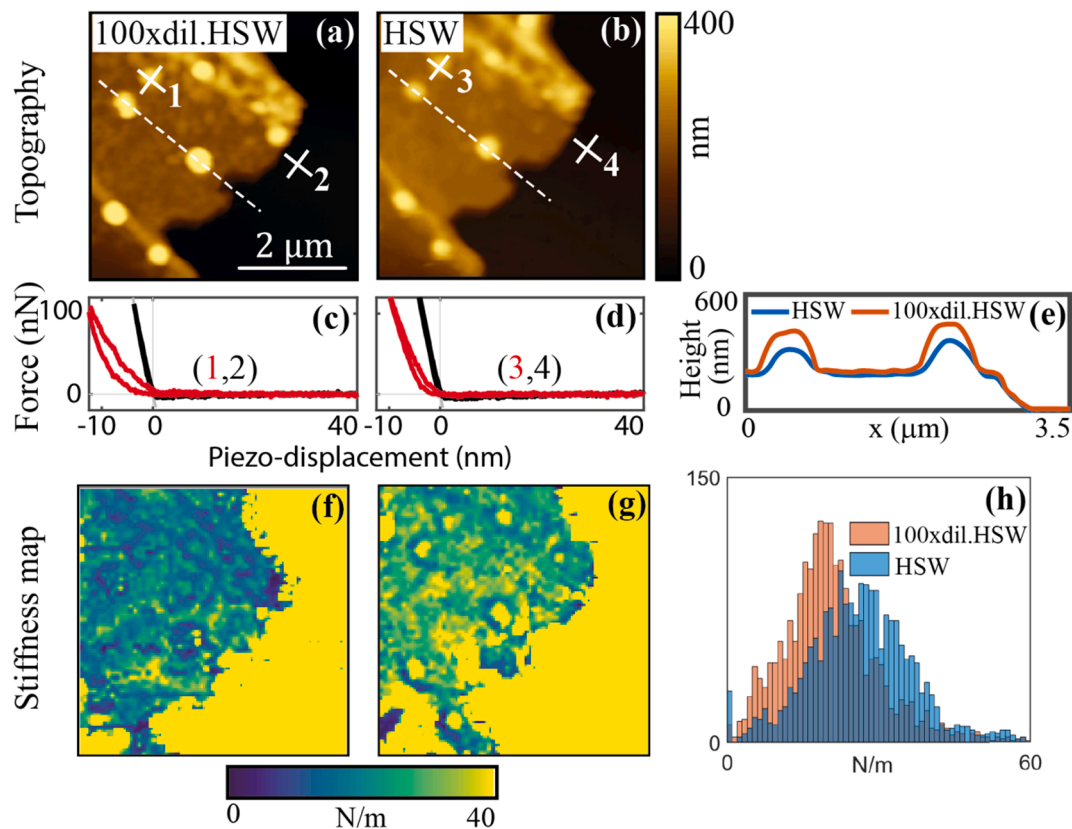 Topography
100xdil.HSW (a)
1
2
2 μm
HSW (b)
3
4
400
nm
0
Force (nN)
100
0
(c)
(1,2)
-10 0 40
(d)
(3,4)
-10 0 40
Piezo-displacement (nm)
Height
(nm)
600
0
HSW 100xdil.HSW (e)
0 x (μm) 3.5
Stiffness map
(f)
(g)
0 N/m 40
150
0
(h)
100xdil.HSW
HSW
0 N/m 60